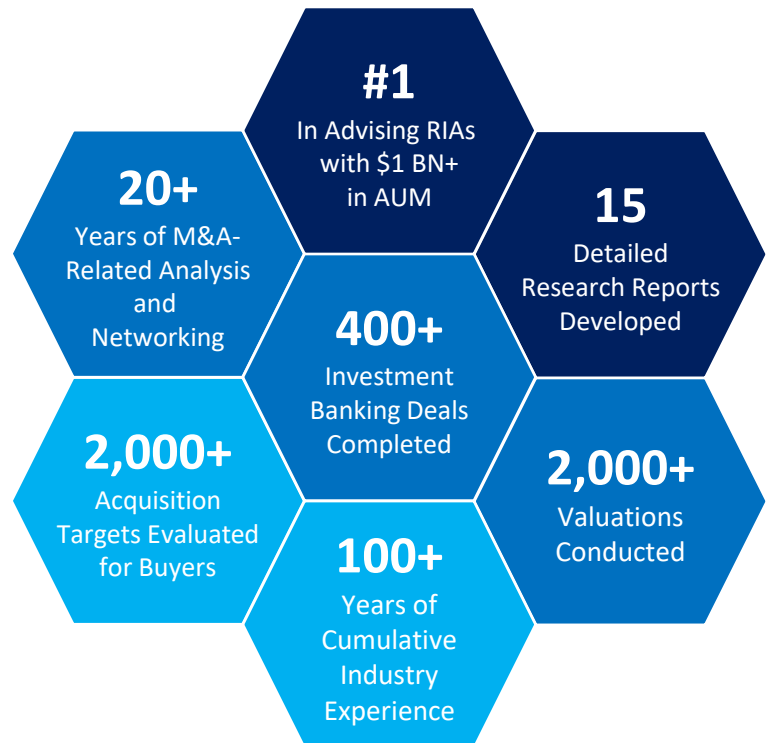 #1
In Advising RIAs
with $1 BN+
in AUM
20+
Years of M&A-
Related Analysis
and
Networking
15
Detailed
Research Reports
Developed
400+
Investment
Banking Deals
Completed
2,000+
Acquisition
Targets Evaluated
for Buyers
2,000+
Valuations
Conducted
100+
Years of
Cumulative
Industry
Experience